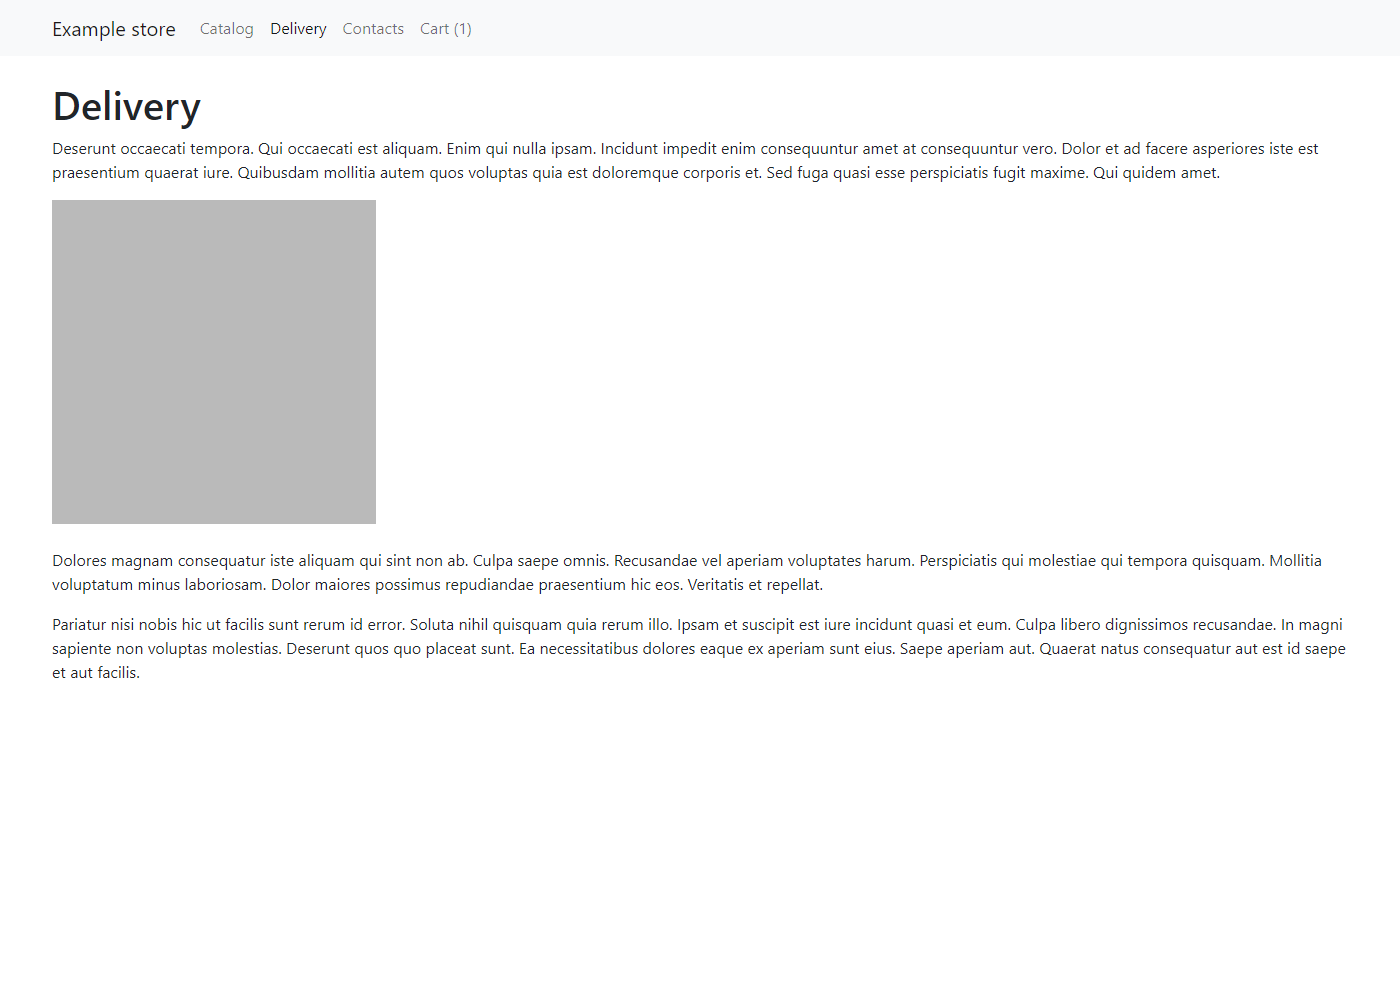 Example store Catalog Delivery Contacts Cart (1)
Delivery
Deserunt occaecati tempora. Qui occaecati est aliquam. Enim qui nulla ipsam. Incidunt impedit enim consequuntur amet at consequuntur vero. Dolor et ad facere asperiores iste est
praesentium quaerat iure. Quibusdam mollitia autem quos voluptas quia est doloremque corporis et. Sed fuga quasi esse perspiciatis fugit maxime. Qui quidem amet.
Dolores magnam consequatur iste aliquam qui sint non ab. Culpa saepe omnis. Recusandae vel aperiam voluptates harum. Perspiciatis qui molestiae qui tempora quisquam. Mollitia
voluptatum minus laboriosam. Dolor maiores possimus repudiandae praesentium hic eos. Veritatis et repellat.
Pariatur nisi nobis hic ut facilis sunt rerum id error. Soluta nihil quisquam quia rerum illo. Ipsam et suscipit est iure incidunt quasi et eum. Culpa libero dignissimos recusandae. In magni
sapiente non voluptas molestias. Deserunt quos quo placeat sunt. Ea necessitatibus dolores eaque ex aperiam sunt eius. Saepe aperiam aut. Quaerat natus consequatur aut est id saepe
et aut facilis.